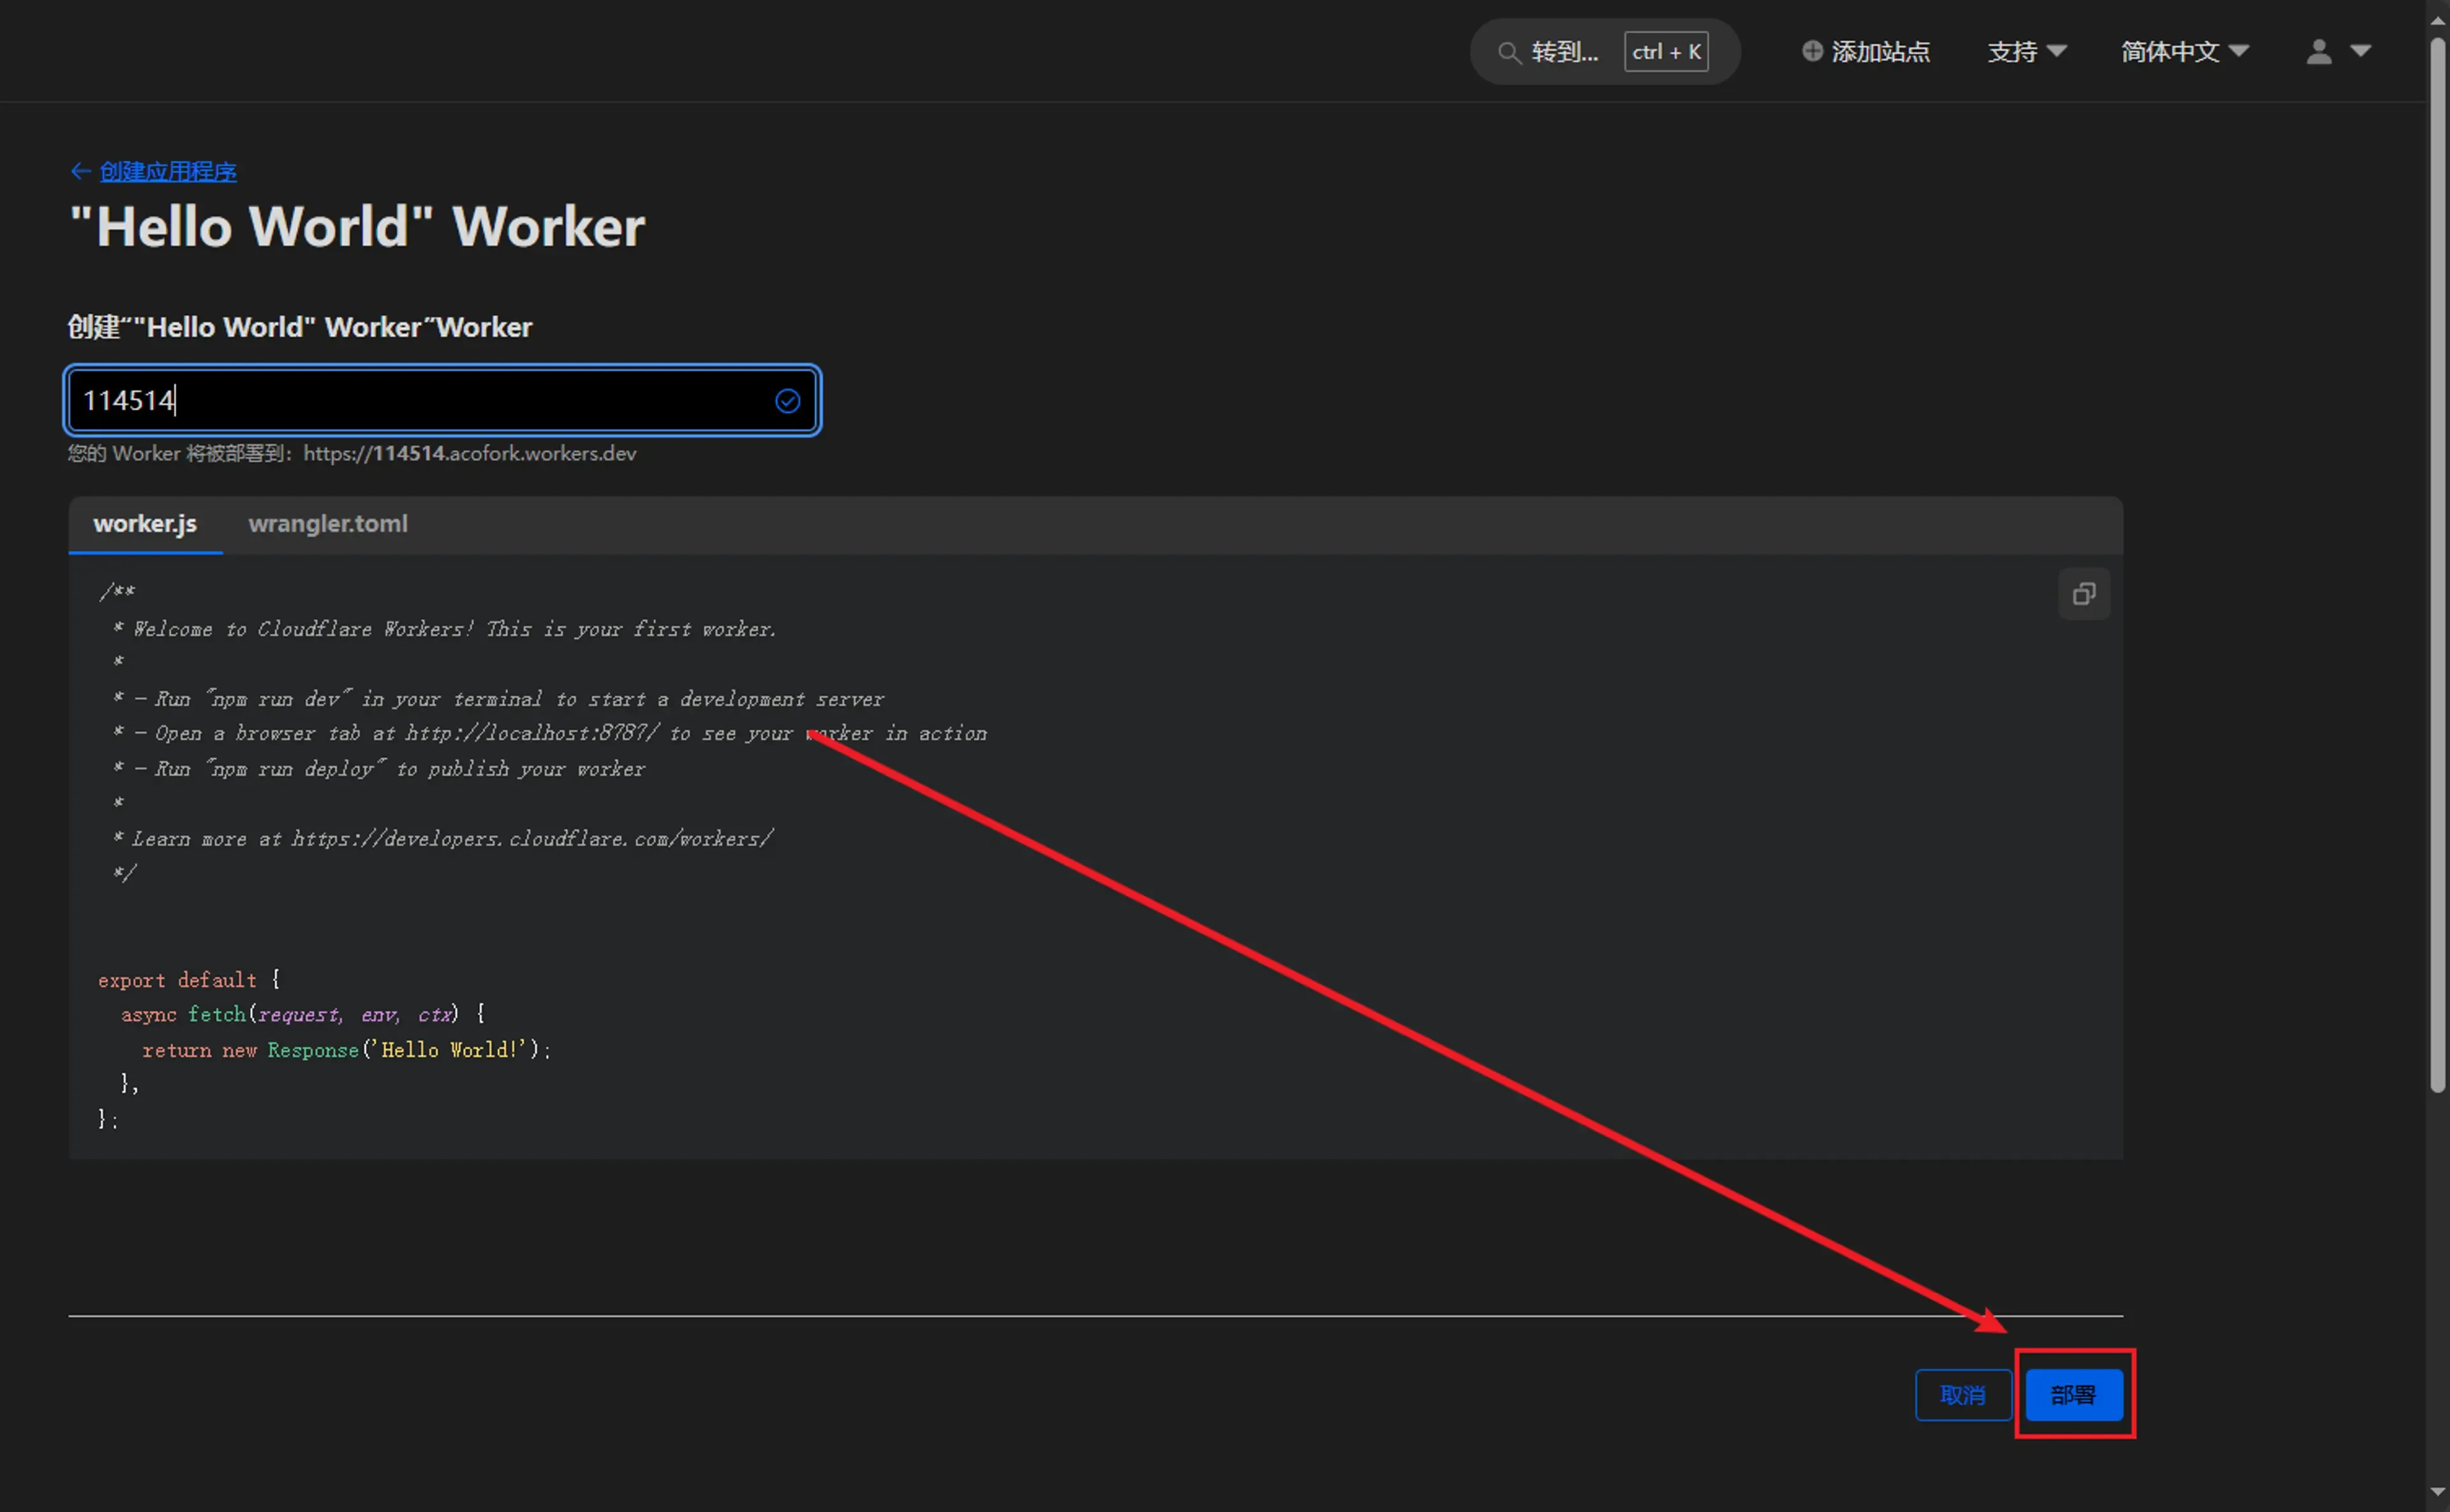 转到... ctrl + K 添加站点 支持 简体中文
创建应用程序
"Hello World" Worker
创建“"Hello World" Worker”Worker
114514
您的 Worker 将被部署到：https://114514.acofork.workers.dev
worker.js wrangler.toml
/**
* Welcome to Cloudflare Workers! This is your first worker.
*
* - Run "npm run dev" in your terminal to start a development server
* - Open a browser tab at http://localhost:8787/ to see your worker in action
* - Run "npm run deploy" to publish your worker
*
* Learn more at https://developers.cloudflare.com/workers/
*/
export default {
async fetch(request, env, ctx) {
return new Response('Hello World!');
},
};
取消 部署